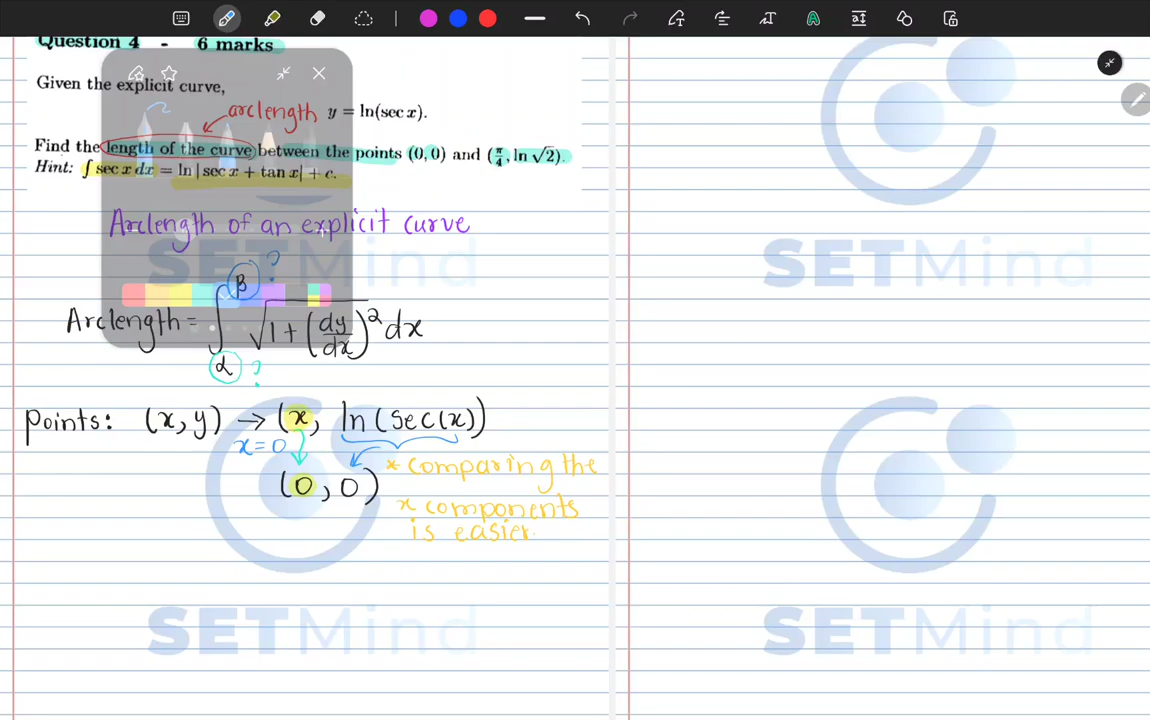 Question 4 - 6 marks
Given the explicit curve,
arclength y = ln(sec x).
Find the length of the curve between the points (0, 0) and (π/4, ln √2).
Hint: ∫ sec x dx = ln | sec x + tan x| + c.
Arclength of an explicit curve
Arclength = ∫_α^β √(1 + (dy/dx)²) dx
? ?
points: (x, y) → (x, ln(sec(x))
x = 0
(0, 0)
* comparing the
x components
is easier.
SETMind
SETMind
SETMind
SETMind